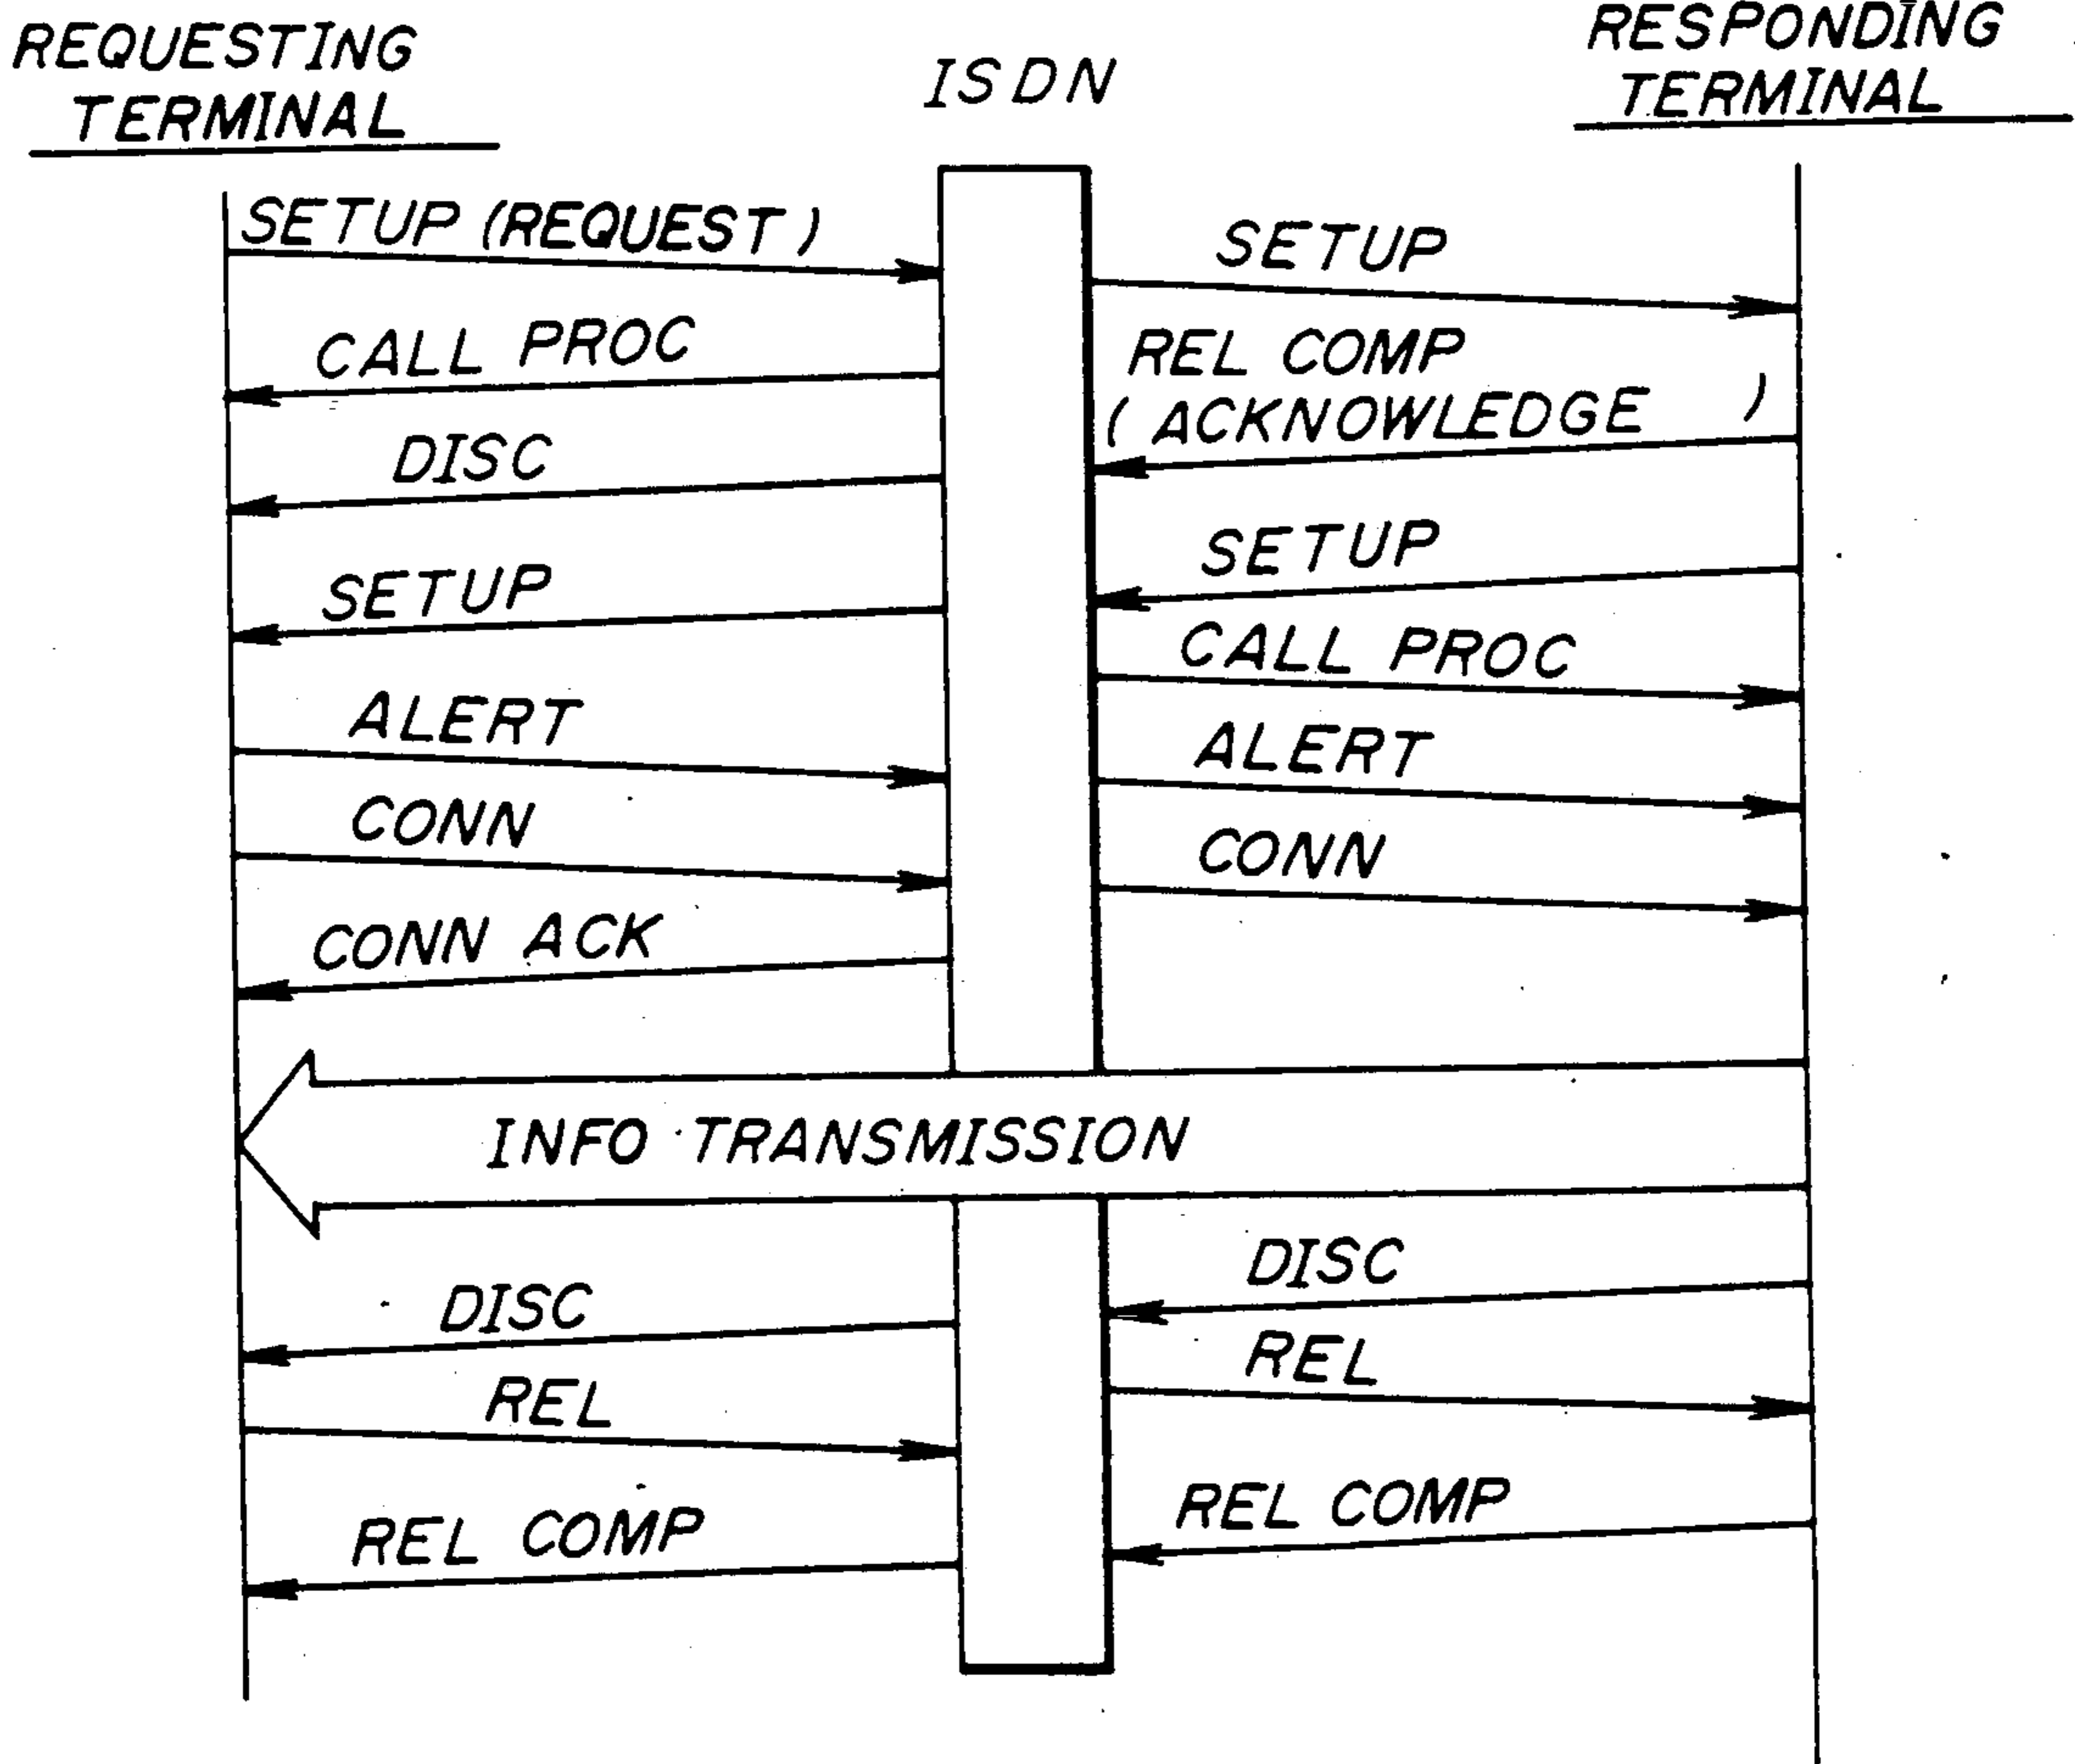 REQUESTING
TERMINAL
ISDN
RESPONDING
TERMINAL
SETUP (REQUEST)
SETUP
CALL PROC
REL COMP
(ACKNOWLEDGE )
DISC
SETUP
SETUP
CALL PROC
ALERT
ALERT
CONN
CONN
CONN ACK
INFO TRANSMISSION
DISC
DISC
REL
REL
REL COMP
REL COMP